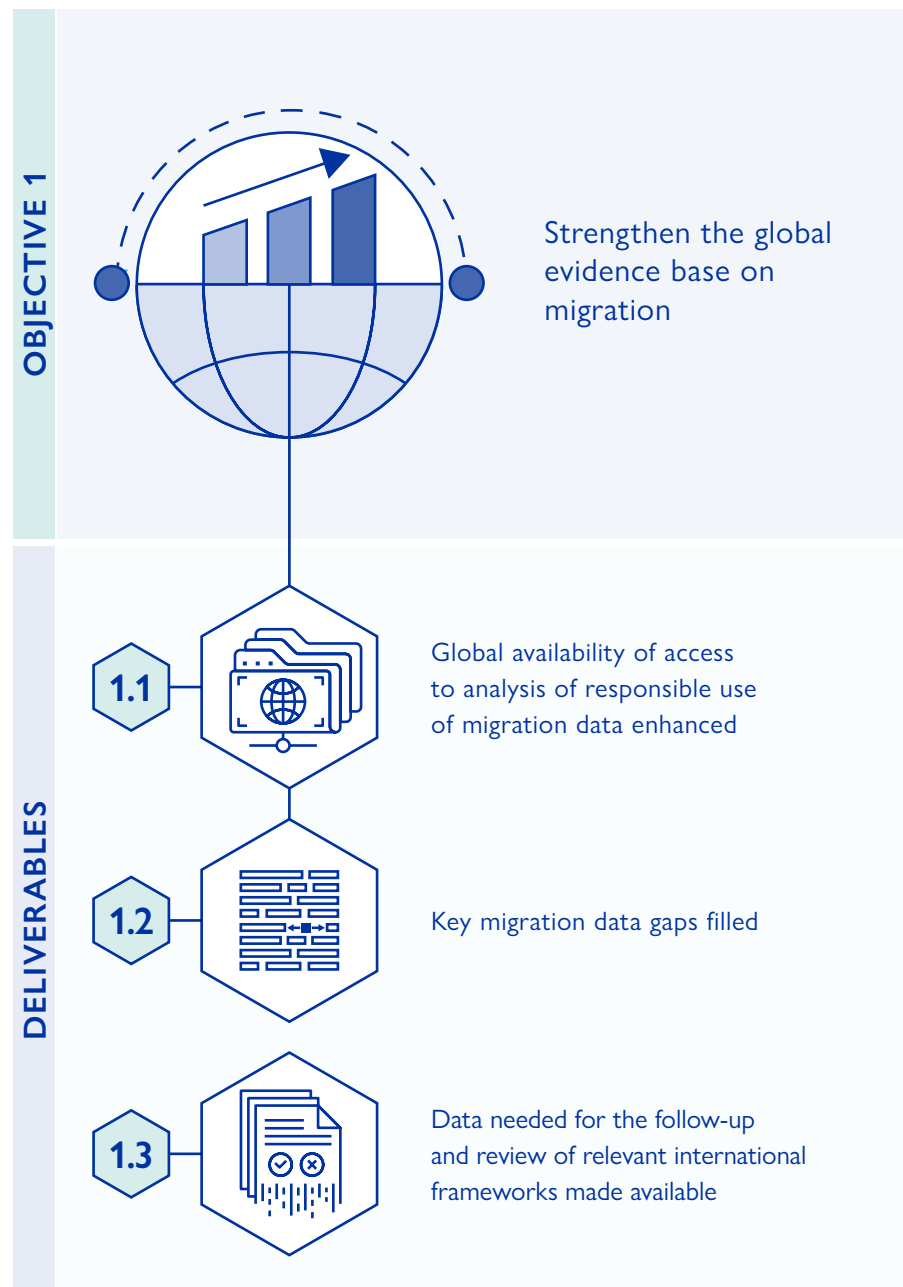 OBJECTIVE 1
Strengthen the global
evidence base on
migration
DELIVERABLES
1.1
Global availability of access
to analysis of responsible use
of migration data enhanced
1.2
Key migration data gaps filled
1.3
Data needed for the follow-up
and review of relevant international
frameworks made available